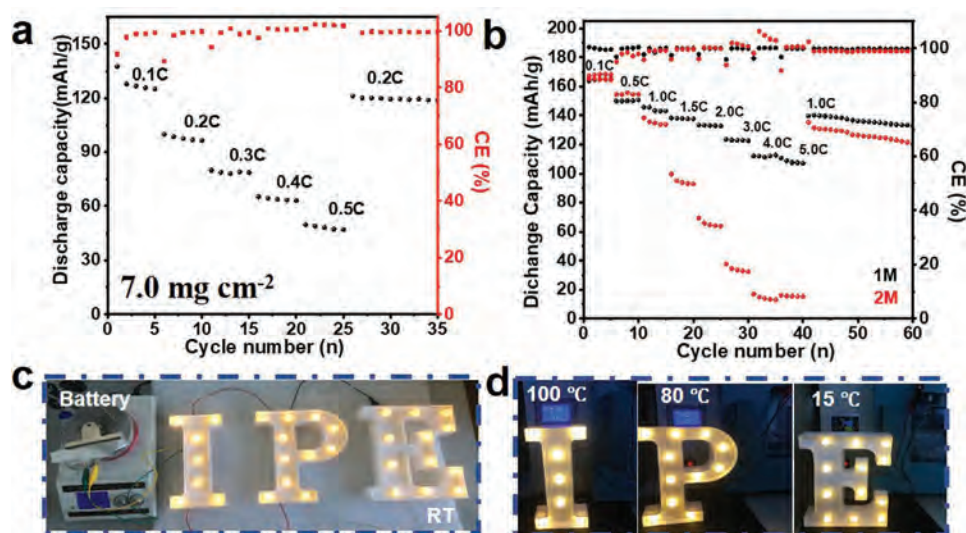 a
Discharge capacity(mAh/g)
150
120
90
60
30
0
0.1C
0.2C
0.3C
0.4C
0.5C
0.2C
7.0 mg cm⁻²
0 5 10 15 20 25 30 35
Cycle number (n)
100
80
60
40
20
0
CE (%)
b
Dichange Capacity (mAh/g)
200
180
160
140
120
100
80
60
40
20
0
0.1C
0.5C
1.0C
1.5C
2.0C
3.0C
4.0C
5.0C
1.0C
1M
2M
0 10 20 30 40 50 60
Cycle number (n)
100
80
60
40
20
0
CE (%)
c
Battery
I P E
RT
d
100 ℃
80 ℃
15 ℃
I P E